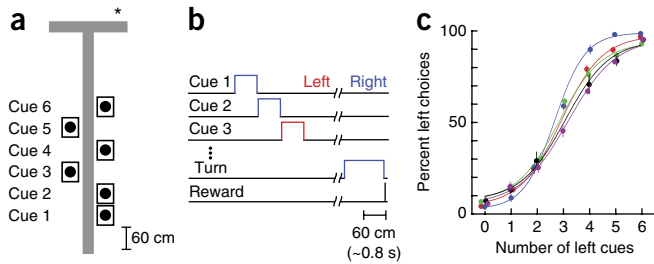 a
*
Cue 6
Cue 5
Cue 4
Cue 3
Cue 2
Cue 1
60 cm
b
Cue 1
Left
Right
Cue 2
Cue 3
Turn
Reward
60 cm
(~0.8 s)
c
Percent left choices
100
50
0
0 1 2 3 4 5 6
Number of left cues